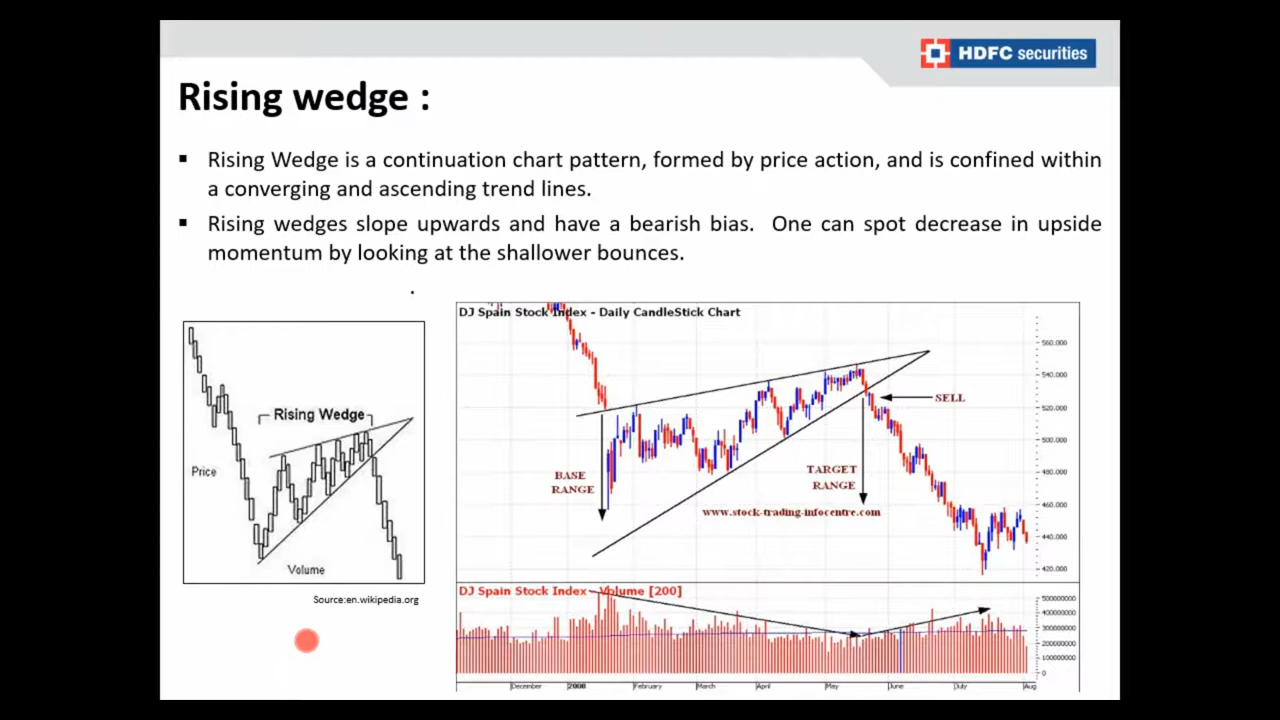 HDFC securities
Rising wedge :
▪ Rising Wedge is a continuation chart pattern, formed by price action, and is confined within
a converging and ascending trend lines.
▪ Rising wedges slope upwards and have a bearish bias. One can spot decrease in upside
momentum by looking at the shallower bounces.
.
Rising Wedge
Price
Volume
Source:en.wikipedia.org
DJ Spain Stock Index - Daily CandleStick Chart
560.000
540.000
520.000
500.000
480.000
460.000
440.000
420.000
SELL
BASE
RANGE
TARGET
RANGE
www.stock-trading-infocentre.com
DJ Spain Stock Index - Volume [200]
500000000
400000000
300000000
200000000
100000000
0
December 2008 February March April May June July Aug